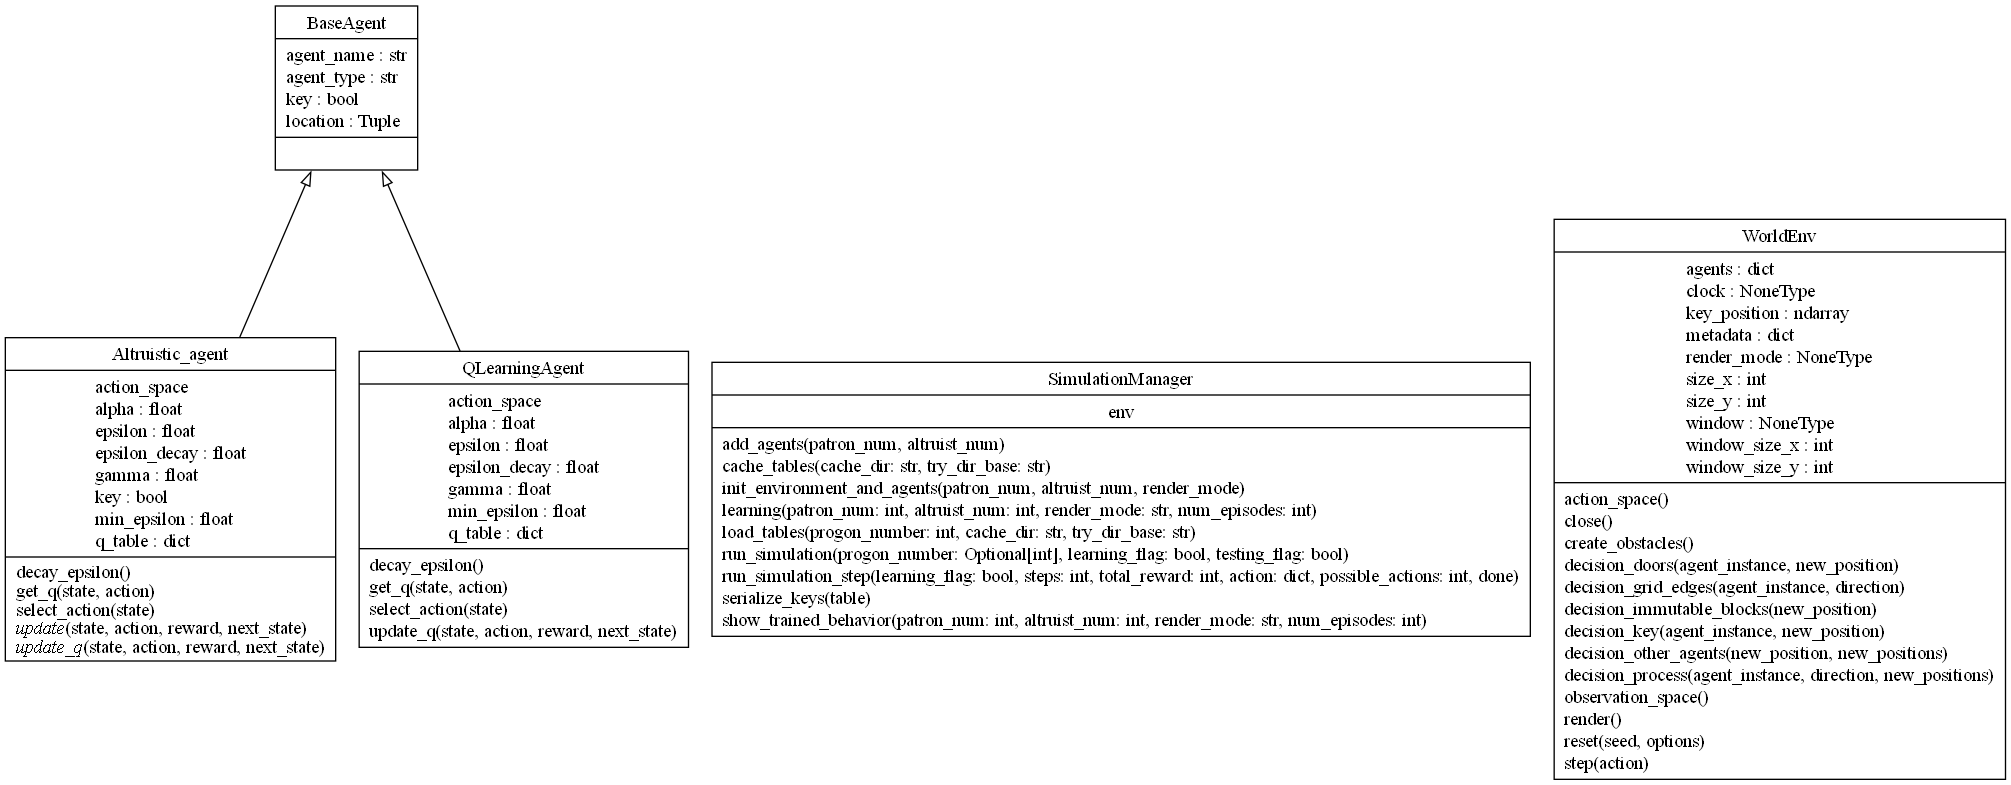 BaseAgent
agent_name : str
agent_type : str
key : bool
location : Tuple
Altruistic_agent
action_space
alpha : float
epsilon : float
epsilon_decay : float
gamma : float
key : bool
min_epsilon : float
q_table : dict
decay_epsilon()
get_q(state, action)
select_action(state)
update(state, action, reward, next_state)
update_q(state, action, reward, next_state)
QLearningAgent
action_space
alpha : float
epsilon : float
epsilon_decay : float
gamma : float
min_epsilon : float
q_table : dict
decay_epsilon()
get_q(state, action)
select_action(state)
update_q(state, action, reward, next_state)
SimulationManager
env
add_agents(patron_num, altruist_num)
cache_tables(cache_dir: str, try_dir_base: str)
init_environment_and_agents(patron_num, altruist_num, render_mode)
learning(patron_num: int, altruist_num: int, render_mode: str, num_episodes: int)
load_tables(progon_number: int, cache_dir: str, try_dir_base: str)
run_simulation(progon_number: Optional[int], learning_flag: bool, testing_flag: bool)
run_simulation_step(learning_flag: bool, steps: int, total_reward: int, action: dict, possible_actions: int, done)
serialize_keys(table)
show_trained_behavior(patron_num: int, altruist_num: int, render_mode: str, num_episodes: int)
WorldEnv
agents : dict
clock : NoneType
key_position : ndarray
metadata : dict
render_mode : NoneType
size_x : int
size_y : int
window : NoneType
window_size_x : int
window_size_y : int
action_space()
close()
create_obstacles()
decision_doors(agent_instance, new_position)
decision_grid_edges(agent_instance, direction)
decision_immutable_blocks(new_position)
decision_key(agent_instance, new_position)
decision_other_agents(new_position, new_positions)
decision_process(agent_instance, direction, new_positions)
observation_space()
render()
reset(seed, options)
step(action)